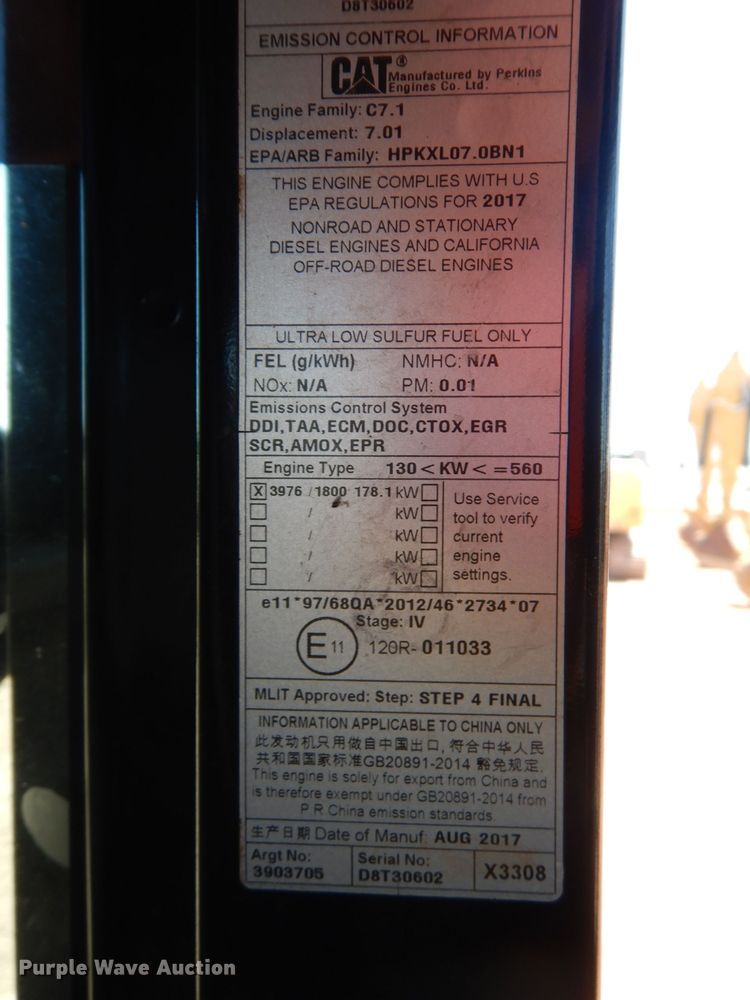 D8T30602
EMISSION CONTROL INFORMATION
CAT®
Manufactured by Perkins
Engines Co. Ltd.
Engine Family: C7.1
Displacement: 7.01
EPA/ARB Family: HPKXL07.0BN1
THIS ENGINE COMPLIES WITH U.S
EPA REGULATIONS FOR 2017
NONROAD AND STATIONARY
DIESEL ENGINES AND CALIFORNIA
OFF-ROAD DIESEL ENGINES
ULTRA LOW SULFUR FUEL ONLY
FEL (g/kWh) NMHC: N/A
NOx: N/A PM: 0.01
Emissions Control System
DDI,TAA,ECM,DOC,CTOX,EGR
SCR,AMOX,EPR
Engine Type 130 < KW < =560
X 3976 / 1800 178.1 kW
/ kW
/ kW
/ kW
/ kW
Use Service
tool to verify
current
engine
settings.
e11*97/68QA*2012/46*2734*07
Stage: IV
E 11 120R- 011033
MLIT Approved: Step: STEP 4 FINAL
INFORMATION APPLICABLE TO CHINA ONLY
此发动机只用做自中国出口, 符合中华人民
共和国国家标准GB20891-2014 豁免规定.
This engine is solely for export from China and
is therefore exempt under GB20891-2014 from
P R China emission standards.
生产日期 Date of Manuf: AUG 2017
Argt No:
3903705
Serial No:
D8T30602
X3308
Purple Wave Auction